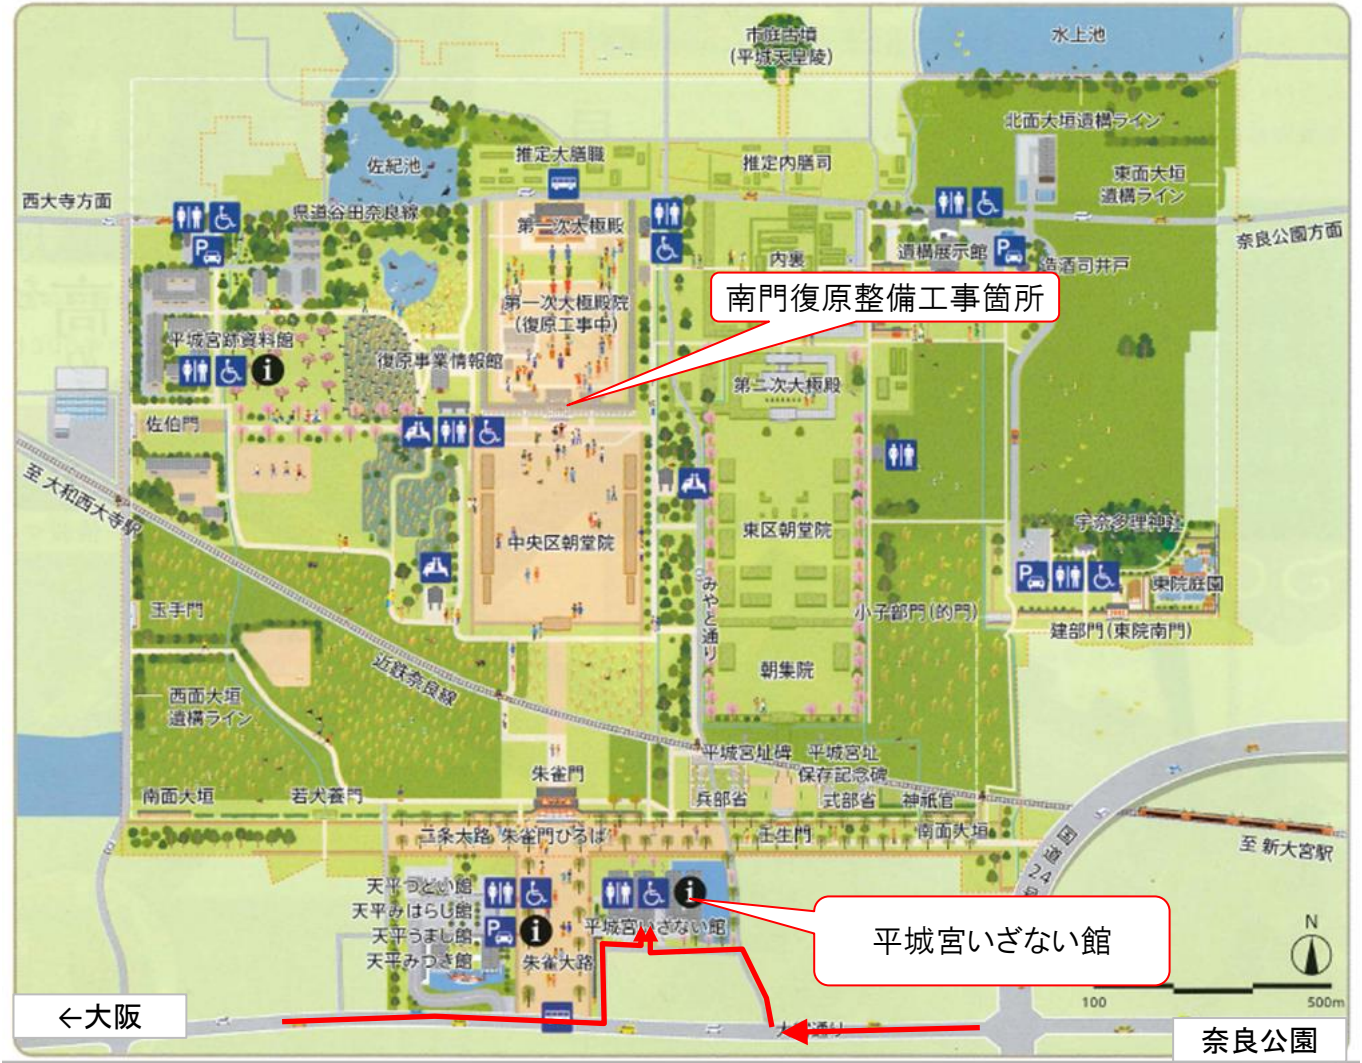 市庭古墳
(平城天皇陵)
水上池
北面大垣遺構ライン
佐紀池
推定大膳職
推定内膳司
東面大垣
遺構ライン
西大寺方面
県道谷田奈良線
第一次大極殿
内裏
遺構展示館
奈良公園方面
造酒司井戸
南門復原整備工事箇所
第一次大極殿院
(復原工事中)
平城宮跡資料館
復原事業情報館
第二次大極殿
佐伯門
至 大和西大寺駅
中央区朝堂院
東区朝堂院
宇奈多理神社
東院庭園
玉手門
みやと通り
小子部門(的門)
建部門(東院南門)
近鉄奈良線
朝集院
西面大垣
遺構ライン
平城宮址碑
平城宮址
保存記念碑
朱雀門
南面大垣
若犬養門
兵部省
式部省
神祇官
二条大路
朱雀門ひろば
壬生門
南面大垣
国道24号
至 新大宮駅
天平つどい館
天平みはらし館
天平うまし館
天平みつき館
平城宮いざない館
平城宮いざない館
朱雀大路
N
100
500m
←大阪
奈良公園